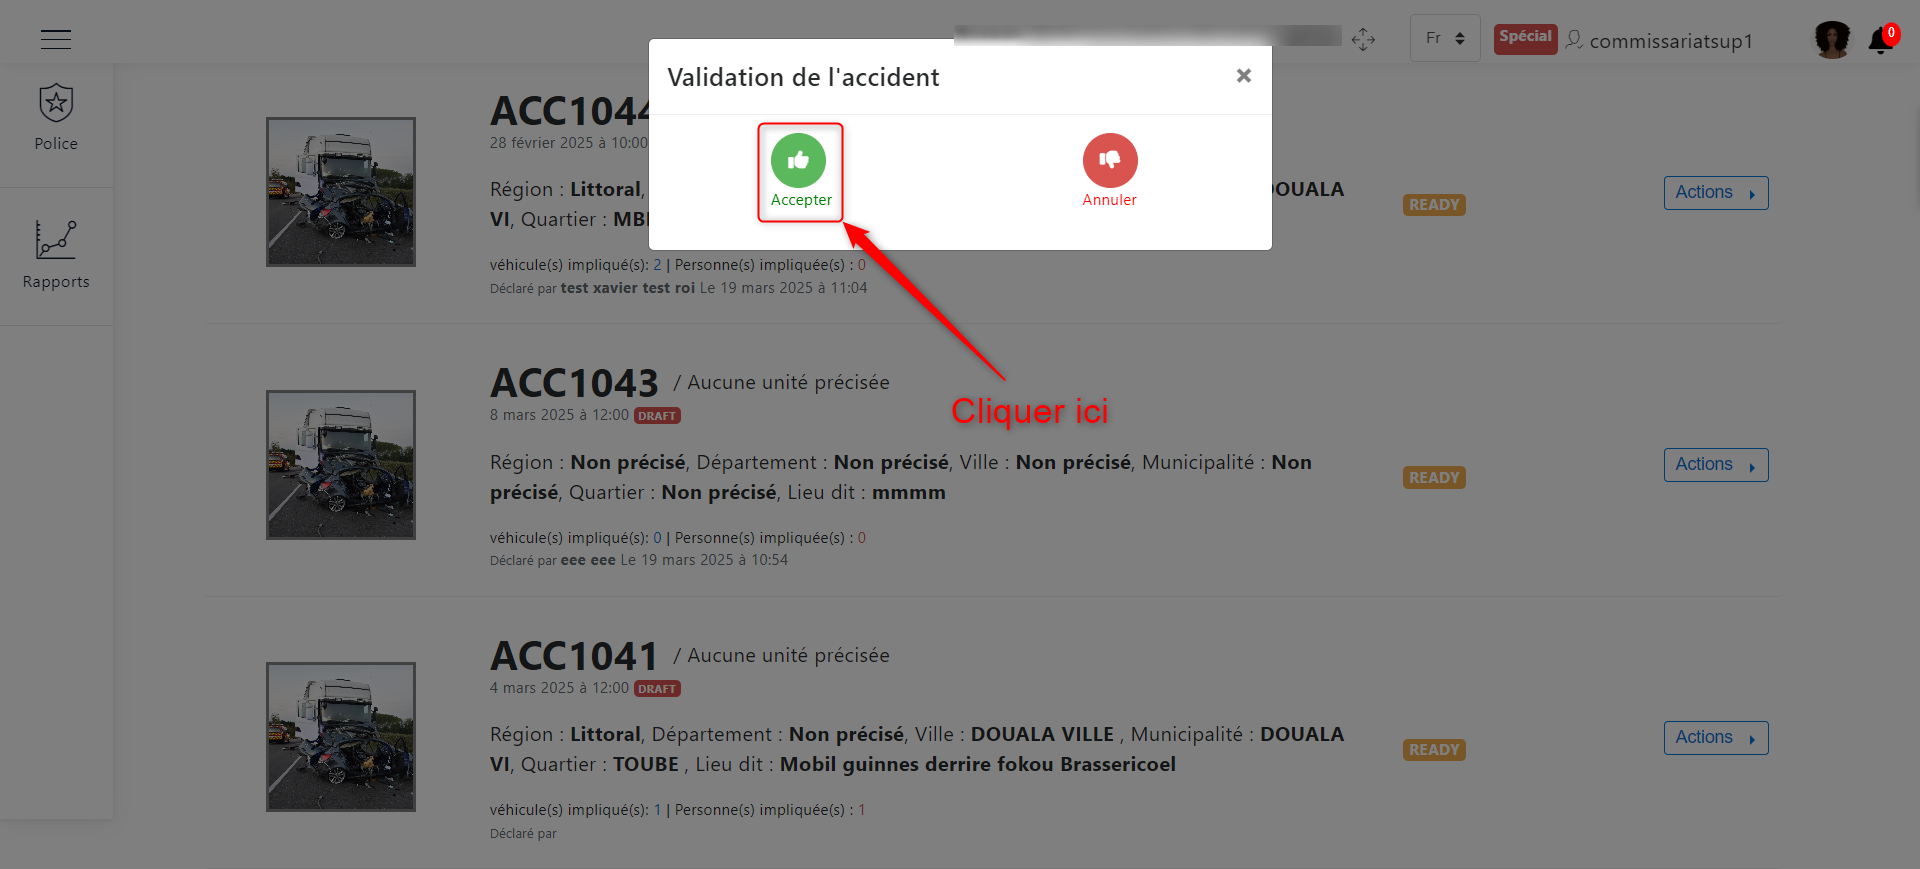 Fr
Spécial
commissariatsup1
0
Police
Rapports
Validation de l'accident
×
Accepter
Annuler
Cliquer ici
ACC1044
28 février 2025 à 10:00
Région : Littoral, DOUALA
VI, Quartier :
READY
Actions
véhicule(s) impliqué(s): 2 | Personne(s) impliquée(s) : 0
Déclaré par test xavier test roi Le 19 mars 2025 à 11:04
ACC1043 / Aucune unité précisée
8 mars 2025 à 12:00 DRAFT
Région : Non précisé, Département : Non précisé, Ville : Non précisé, Municipalité : Non
précisé, Quartier : Non précisé, Lieu dit : mmmm
READY
Actions
véhicule(s) impliqué(s): 0 | Personne(s) impliquée(s) : 0
Déclaré par eee eee Le 19 mars 2025 à 10:54
ACC1041 / Aucune unité précisée
4 mars 2025 à 12:00 DRAFT
Région : Littoral, Département : Non précisé, Ville : DOUALA VILLE , Municipalité : DOUALA
VI, Quartier : TOUBE , Lieu dit : Mobil guinnes derrire fokou Brassericoel
READY
Actions
véhicule(s) impliqué(s): 1 | Personne(s) impliquée(s) : 1
Déclaré par